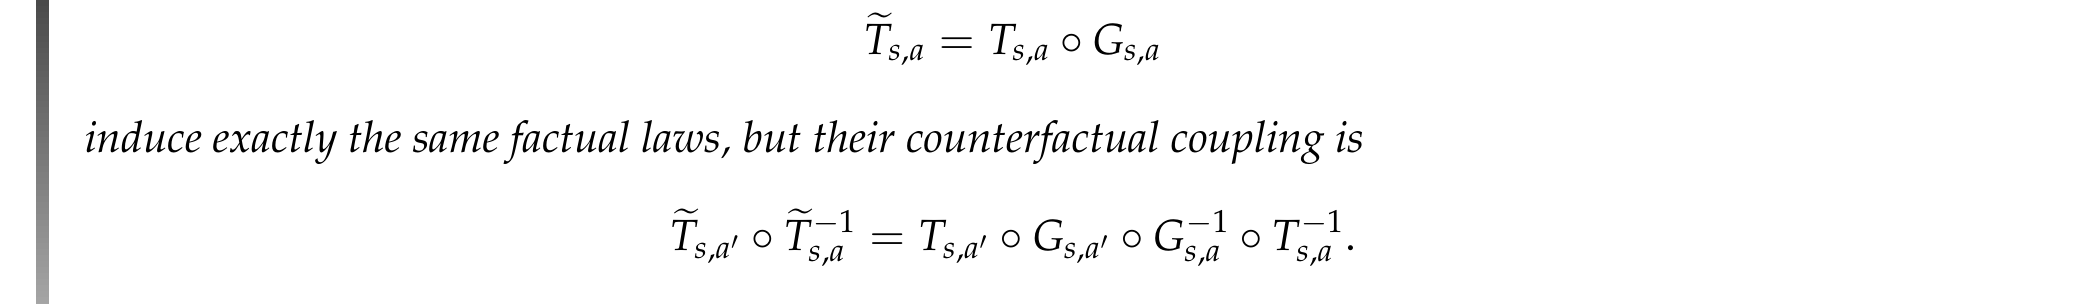 T̃_{s,a} = T_{s,a} ∘ G_{s,a}
induce exactly the same factual laws, but their counterfactual coupling is
T̃_{s,a′} ∘ T̃_{s,a}^{−1} = T_{s,a′} ∘ G_{s,a′} ∘ G_{s,a}^{−1} ∘ T_{s,a}^{−1}.